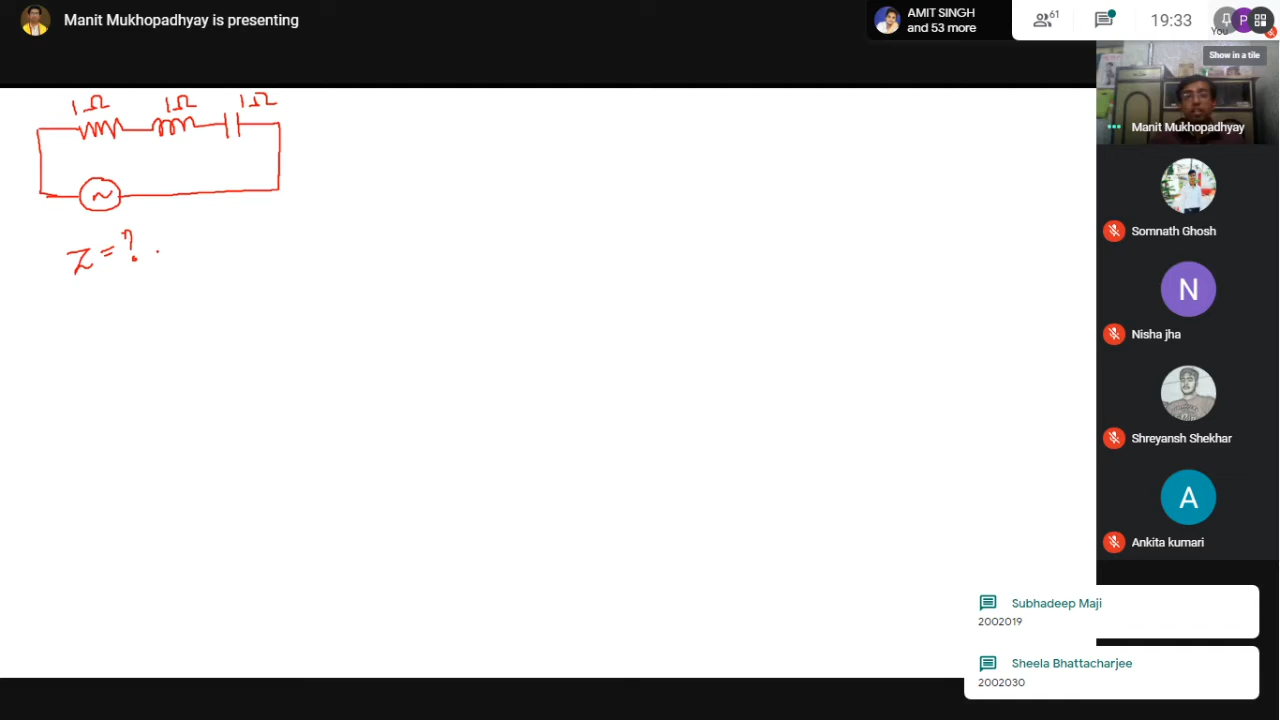 Manit Mukhopadhyay is presenting
AMIT SINGH
and 53 more
61
19:33
P
You
Show in a tile
Manit Mukhopadhyay
1Ω 1Ω 1Ω
~
Z = ?
Somnath Ghosh
N
Nisha jha
Shreyansh Shekhar
A
Ankita kumari
Subhadeep Maji
2002019
Sheela Bhattacharjee
2002030